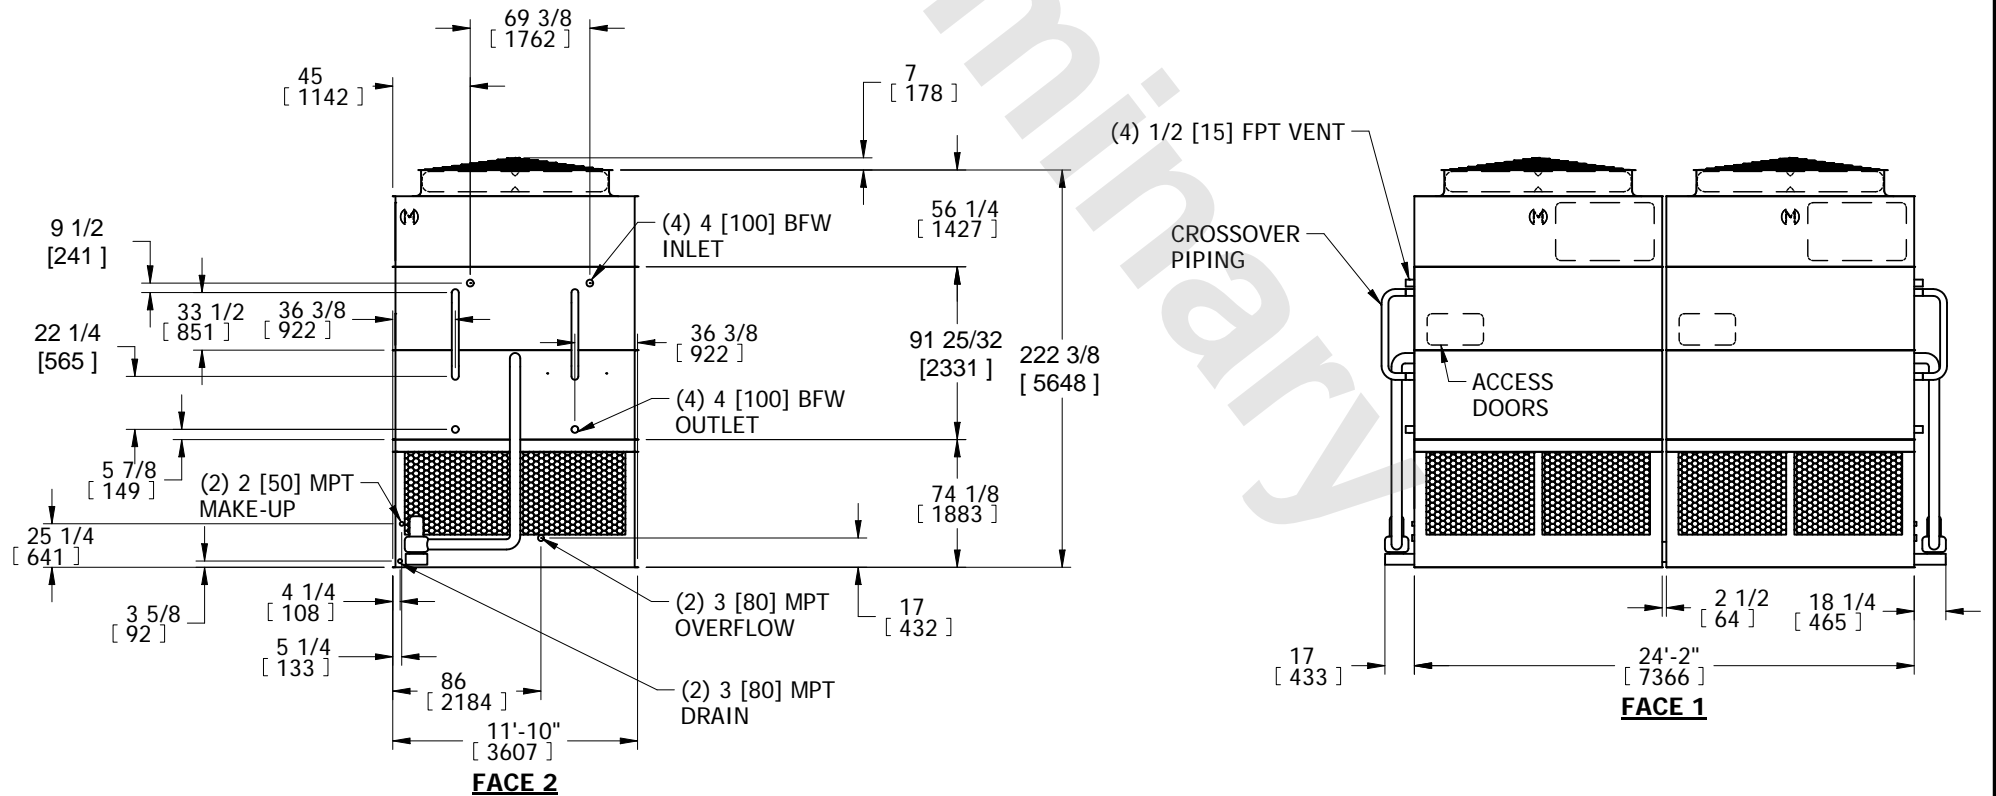 69 3/8
[ 1762 ]
45
[ 1142 ]
7
[ 178 ]
9 1/2
[241 ]
(4) 4 [100] BFW
INLET
56 1/4
[ 1427 ]
33 1/2
[ 851 ]
36 3/8
[ 922 ]
22 1/4
[565 ]
36 3/8
[ 922 ]
91 25/32
[2331 ]
222 3/8
[ 5648 ]
(4) 4 [100] BFW
OUTLET
5 7/8
[ 149 ]
(2) 2 [50] MPT
MAKE-UP
74 1/8
[ 1883 ]
25 1/4
[ 641 ]
4 1/4
[ 108 ]
3 5/8
[ 92 ]
(2) 3 [80] MPT
OVERFLOW
17
[ 432 ]
5 1/4
[ 133 ]
86
[ 2184 ]
(2) 3 [80] MPT
DRAIN
11'-10"
[ 3607 ]
FACE 2
(4) 1/2 [15] FPT VENT
M
M
M
CROSSOVER
PIPING
ACCESS
DOORS
2 1/2
[ 64 ]
18 1/4
[ 465 ]
17
[ 433 ]
24'-2"
[ 7366 ]
FACE 1
minary